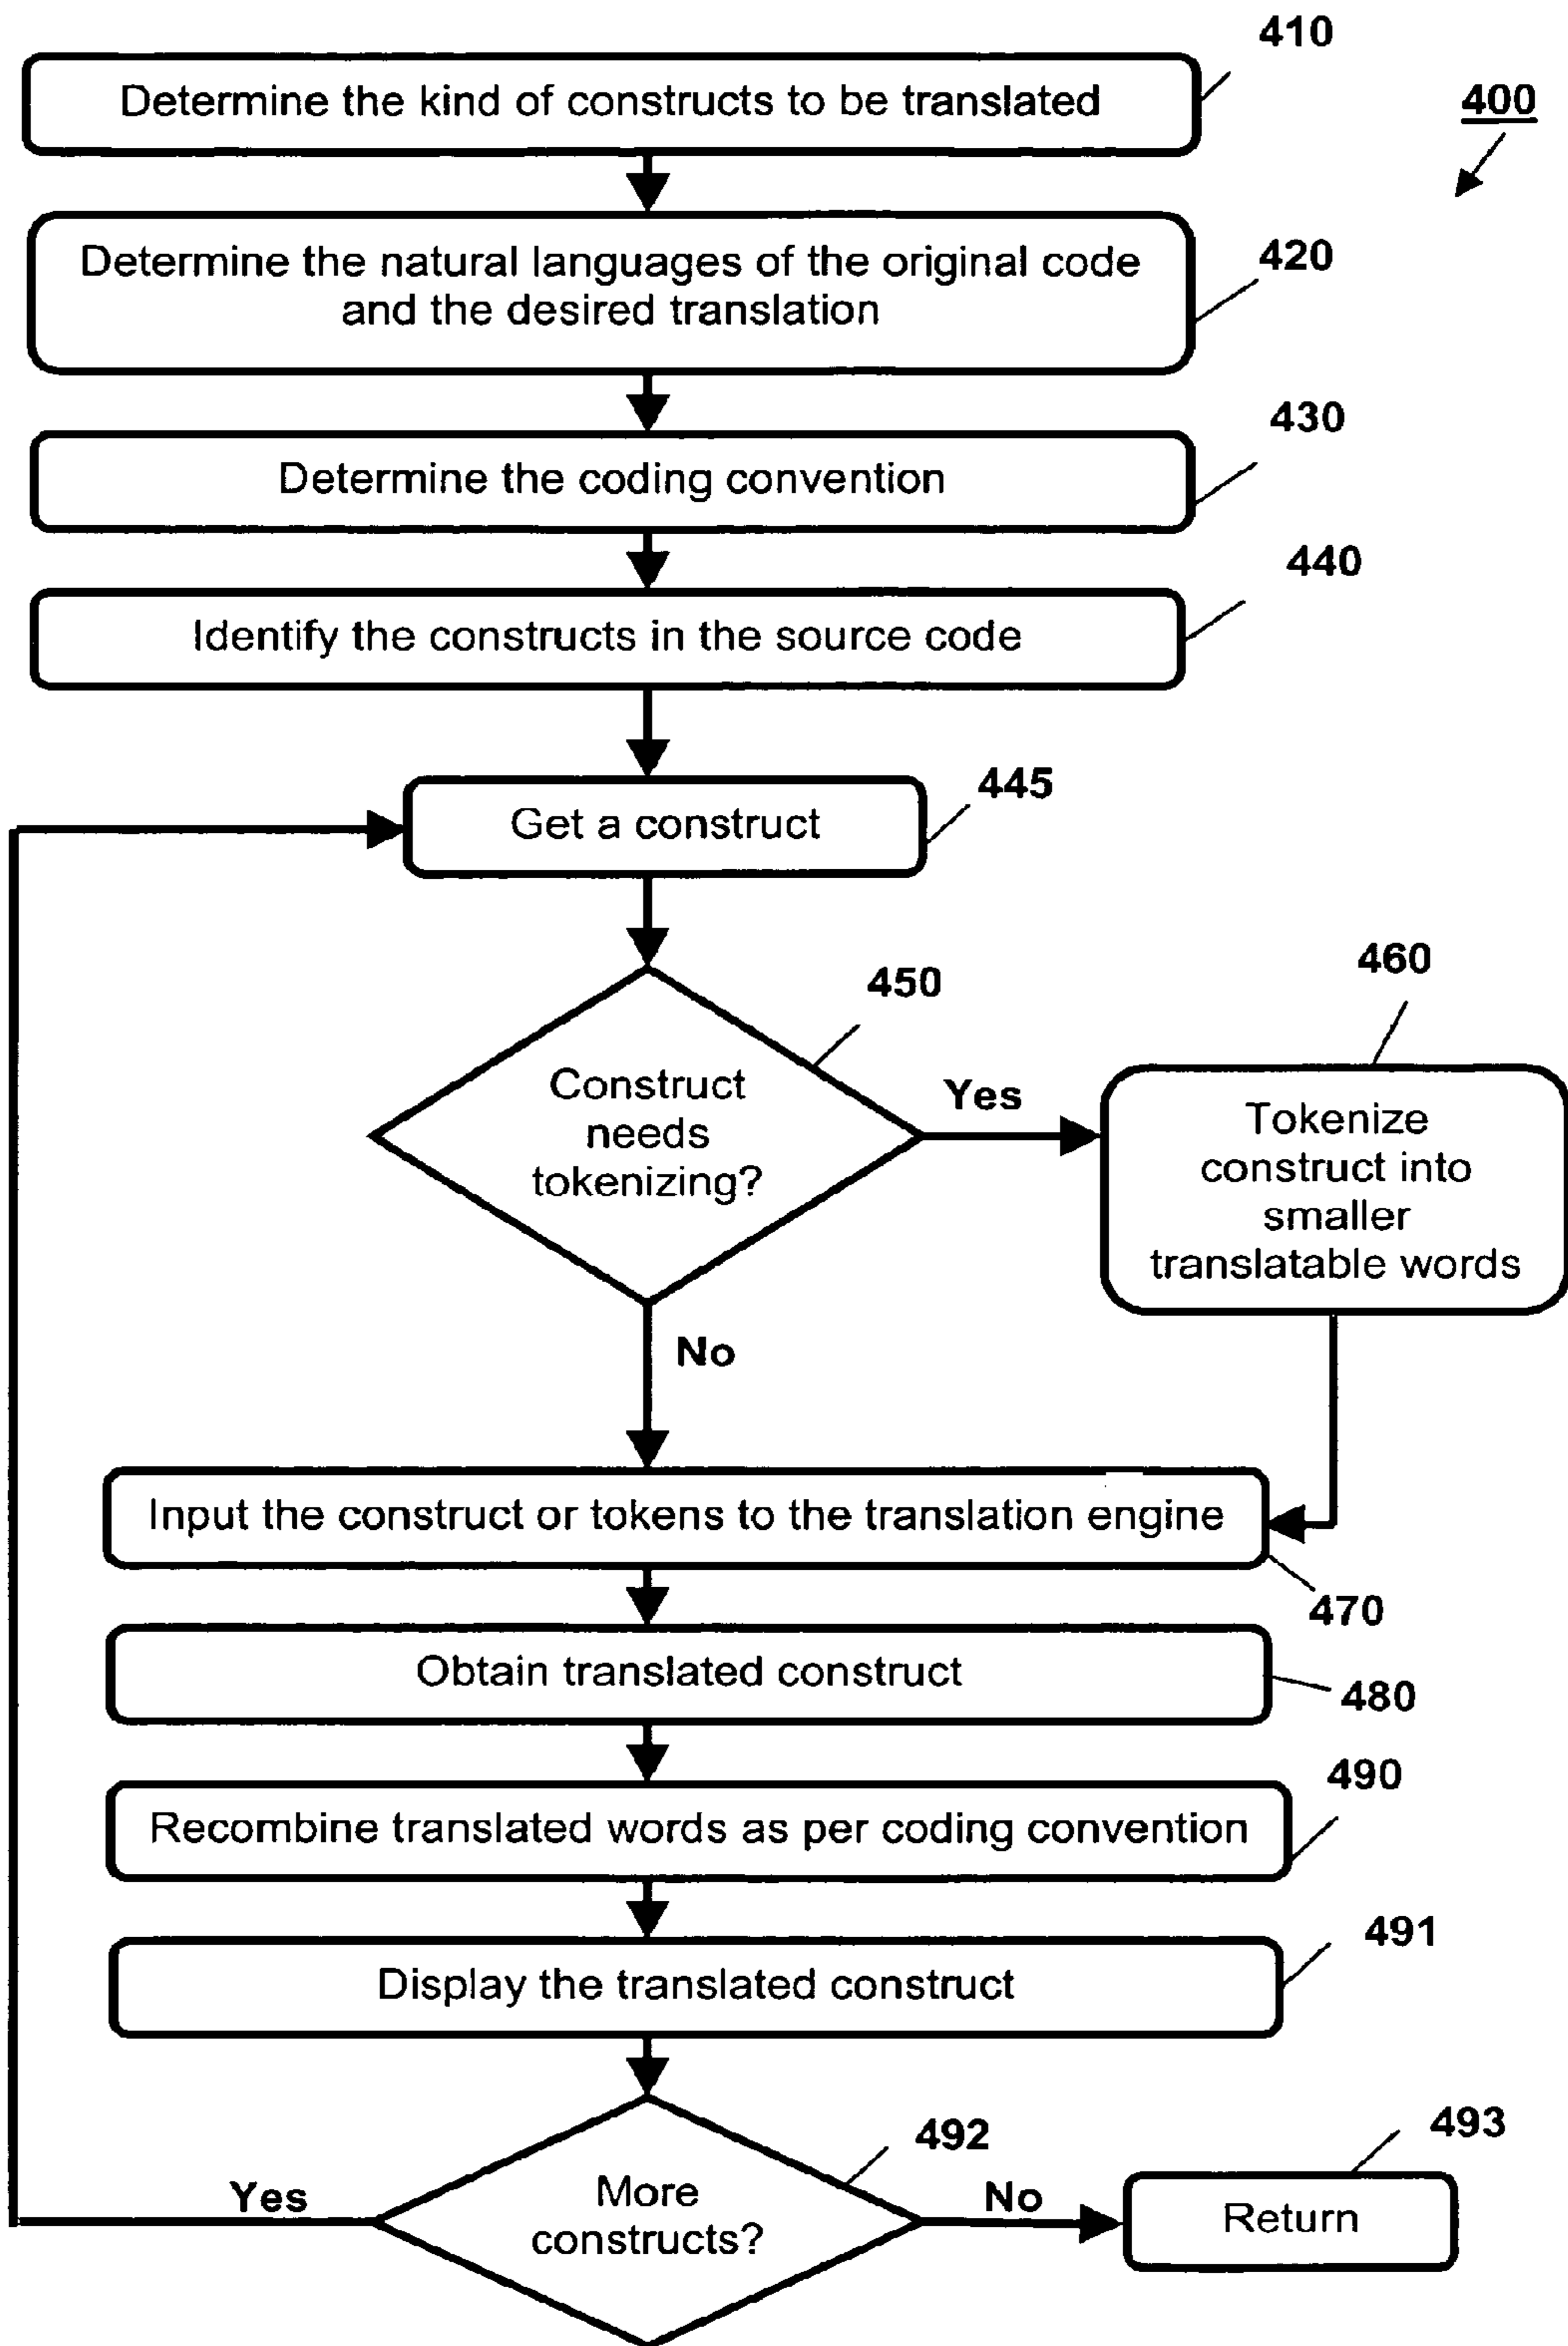 410
Determine the kind of constructs to be translated
400
Determine the natural languages of the original code
and the desired translation
420
430
Determine the coding convention
440
Identify the constructs in the source code
445
Get a construct
450
460
Construct
needs
tokenizing?
Yes
Tokenize
construct into
smaller
translatable words
No
Input the construct or tokens to the translation engine
470
Obtain translated construct
480
490
Recombine translated words as per coding convention
491
Display the translated construct
492
493
More
constructs?
Yes
No
Return